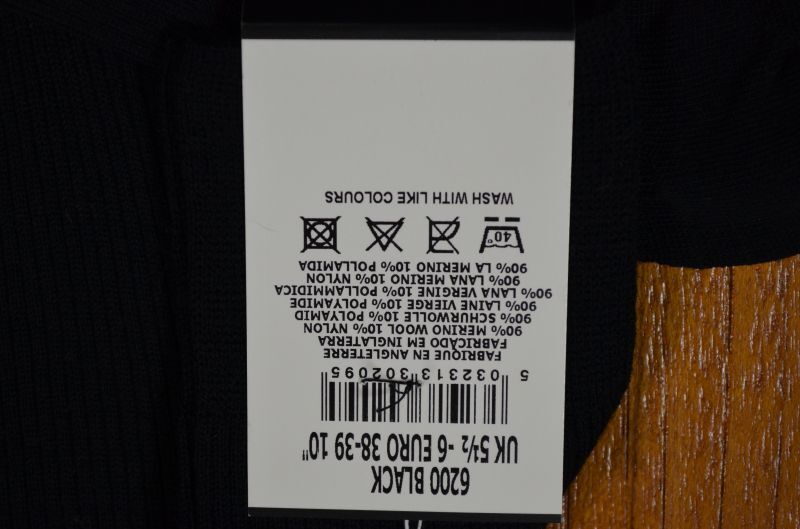 6200 BLACK
UK 5½ - 6 EURO 38-39 10"
5 032313 302095
FABRIQUE EN ANGLETERRE
FABRICADO EM INGLATERRA
90% MERINO WOOL 10% NYLON
90% SCHURWOLLE 10% POLYAMID
90% LAINE VIERGE 10% POLYAMIDE
90% LANA VERGINE 10% POLLAMMIDICA
90% LANA MERINO 10% NYLON
90% LA MERINO 10% POLLAMIDA
40°
WASH WITH LIKE COLOURS